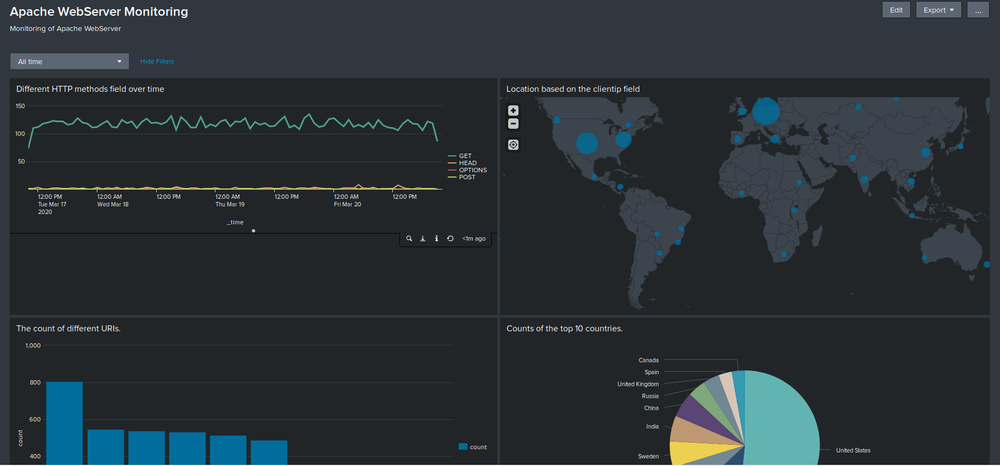 Apache WebServer Monitoring
Edit
Export
...
Monitoring of Apache WebServer
All time
Hide Filters
Different HTTP methods field over time
150
100
50
GET
HEAD
OPTIONS
POST
12:00 PM
Tue Mar 17
2020
12:00 AM
Wed Mar 18
12:00 PM
12:00 AM
Thu Mar 19
12:00 PM
12:00 AM
Fri Mar 20
12:00 PM
_time
<1m ago
Location based on the clientip field
The count of different URIs.
1,000
800
600
400
count
count
Counts of the top 10 countries.
Canada
Spain
United Kingdom
Russia
China
India
Sweden
United States